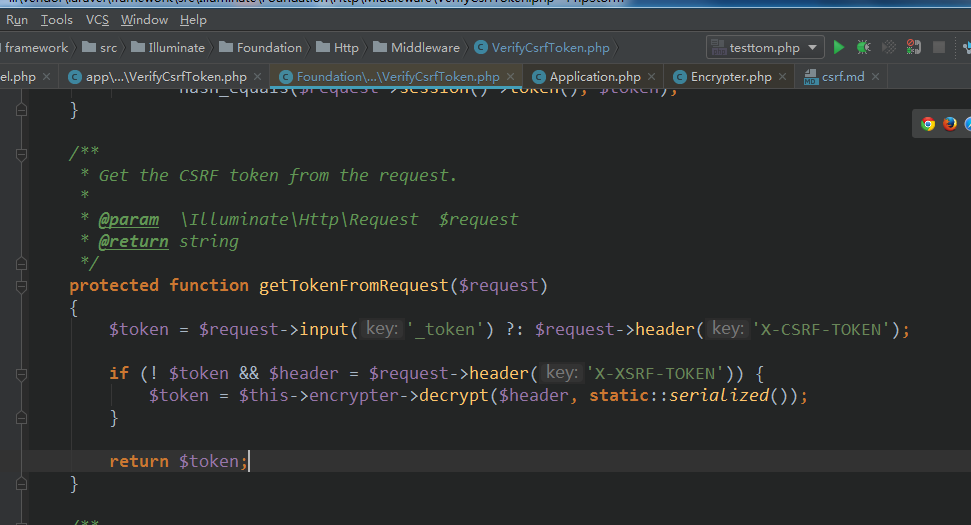 Run Tools VCS Window Help
framework src Illuminate Foundation Http Middleware VerifyCsrfToken.php testtom.php
el.php app\...\VerifyCsrfToken.php Foundation\...\VerifyCsrfToken.php Application.php Encrypter.php csrf.md
hash_equals($request->session()->token(), $token);
}
/**
* Get the CSRF token from the request.
*
* @param \Illuminate\Http\Request $request
* @return string
*/
protected function getTokenFromRequest($request)
{
$token = $request->input( key: '_token') ?: $request->header( key: 'X-CSRF-TOKEN');
if (! $token && $header = $request->header( key: 'X-XSRF-TOKEN')) {
$token = $this->encrypter->decrypt($header, static::serialized());
}
return $token;
}
/**